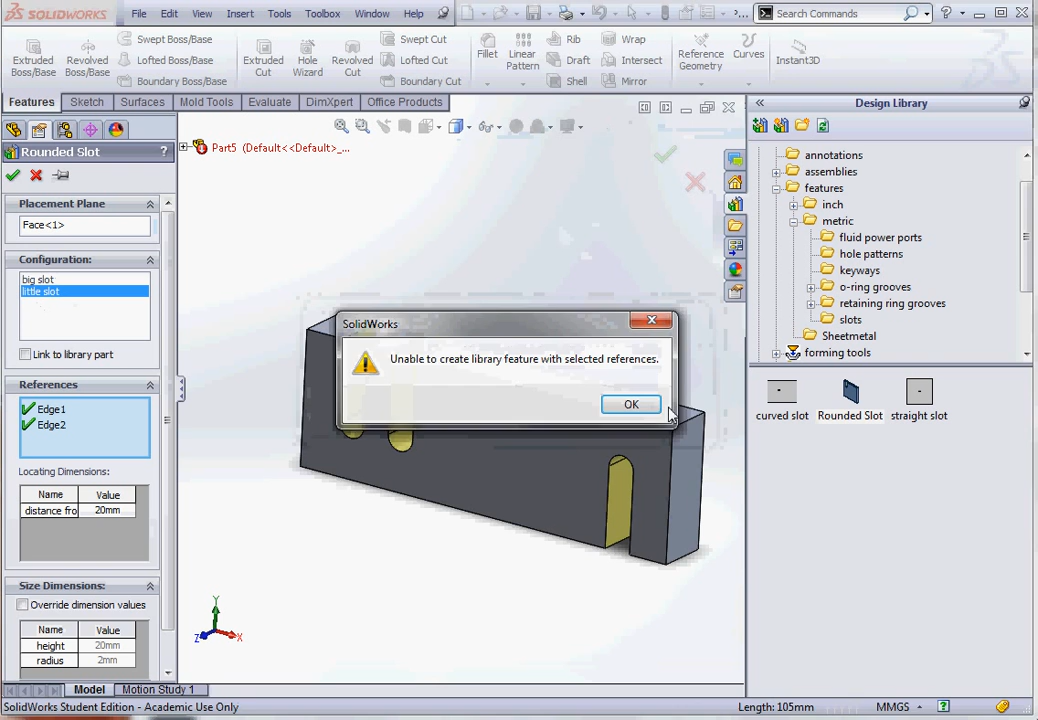 SOLIDWORKS File Edit View Insert Tools Toolbox Window Help Search Commands
Extruded Boss/Base
Revolved Boss/Base
Swept Boss/Base
Lofted Boss/Base
Boundary Boss/Base
Extruded Cut
Hole Wizard
Revolved Cut
Swept Cut
Lofted Cut
Boundary Cut
Fillet
Linear Pattern
Rib
Draft
Shell
Wrap
Intersect
Mirror
Reference Geometry
Curves
Instant3D
Features Sketch Surfaces Mold Tools Evaluate DimXpert Office Products
Rounded Slot ?
Placement Plane
Face<1>
Configuration:
big slot
little slot
Link to library part
References
Edge1
Edge2
Locating Dimensions:
Name Value
distance fro 20mm
Size Dimensions:
Override dimension values
Name Value
height 20mm
radius 2mm
Part5 (Default<<Default>_...
SolidWorks
Unable to create library feature with selected references.
OK
Y
Z
X
Design Library
annotations
assemblies
features
inch
metric
fluid power ports
hole patterns
keyways
o-ring grooves
retaining ring grooves
slots
Sheetmetal
forming tools
curved slot Rounded Slot straight slot
Model Motion Study 1
SolidWorks Student Edition - Academic Use Only Length: 105mm MMGS